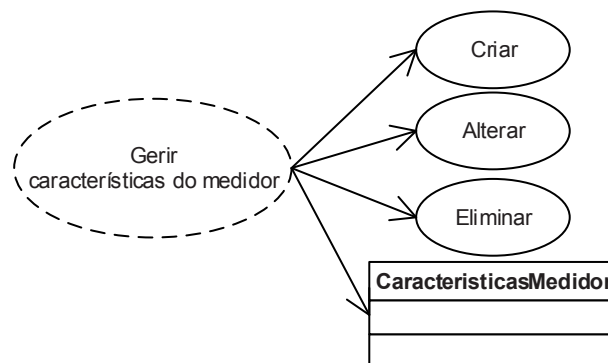 Criar
Gerir
características do medidor
Alterar
Eliminar
CaracteristicasMedidor